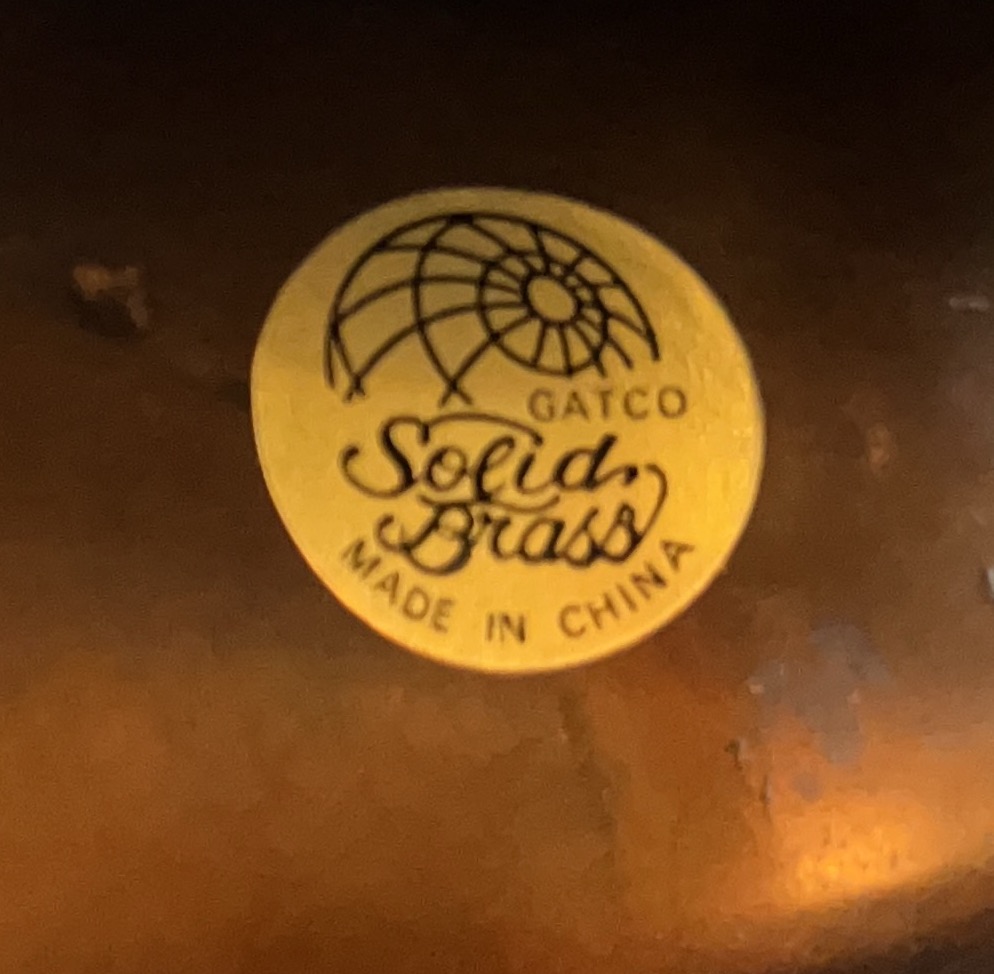 GATCO
Solid
Brass
MADE IN CHINA